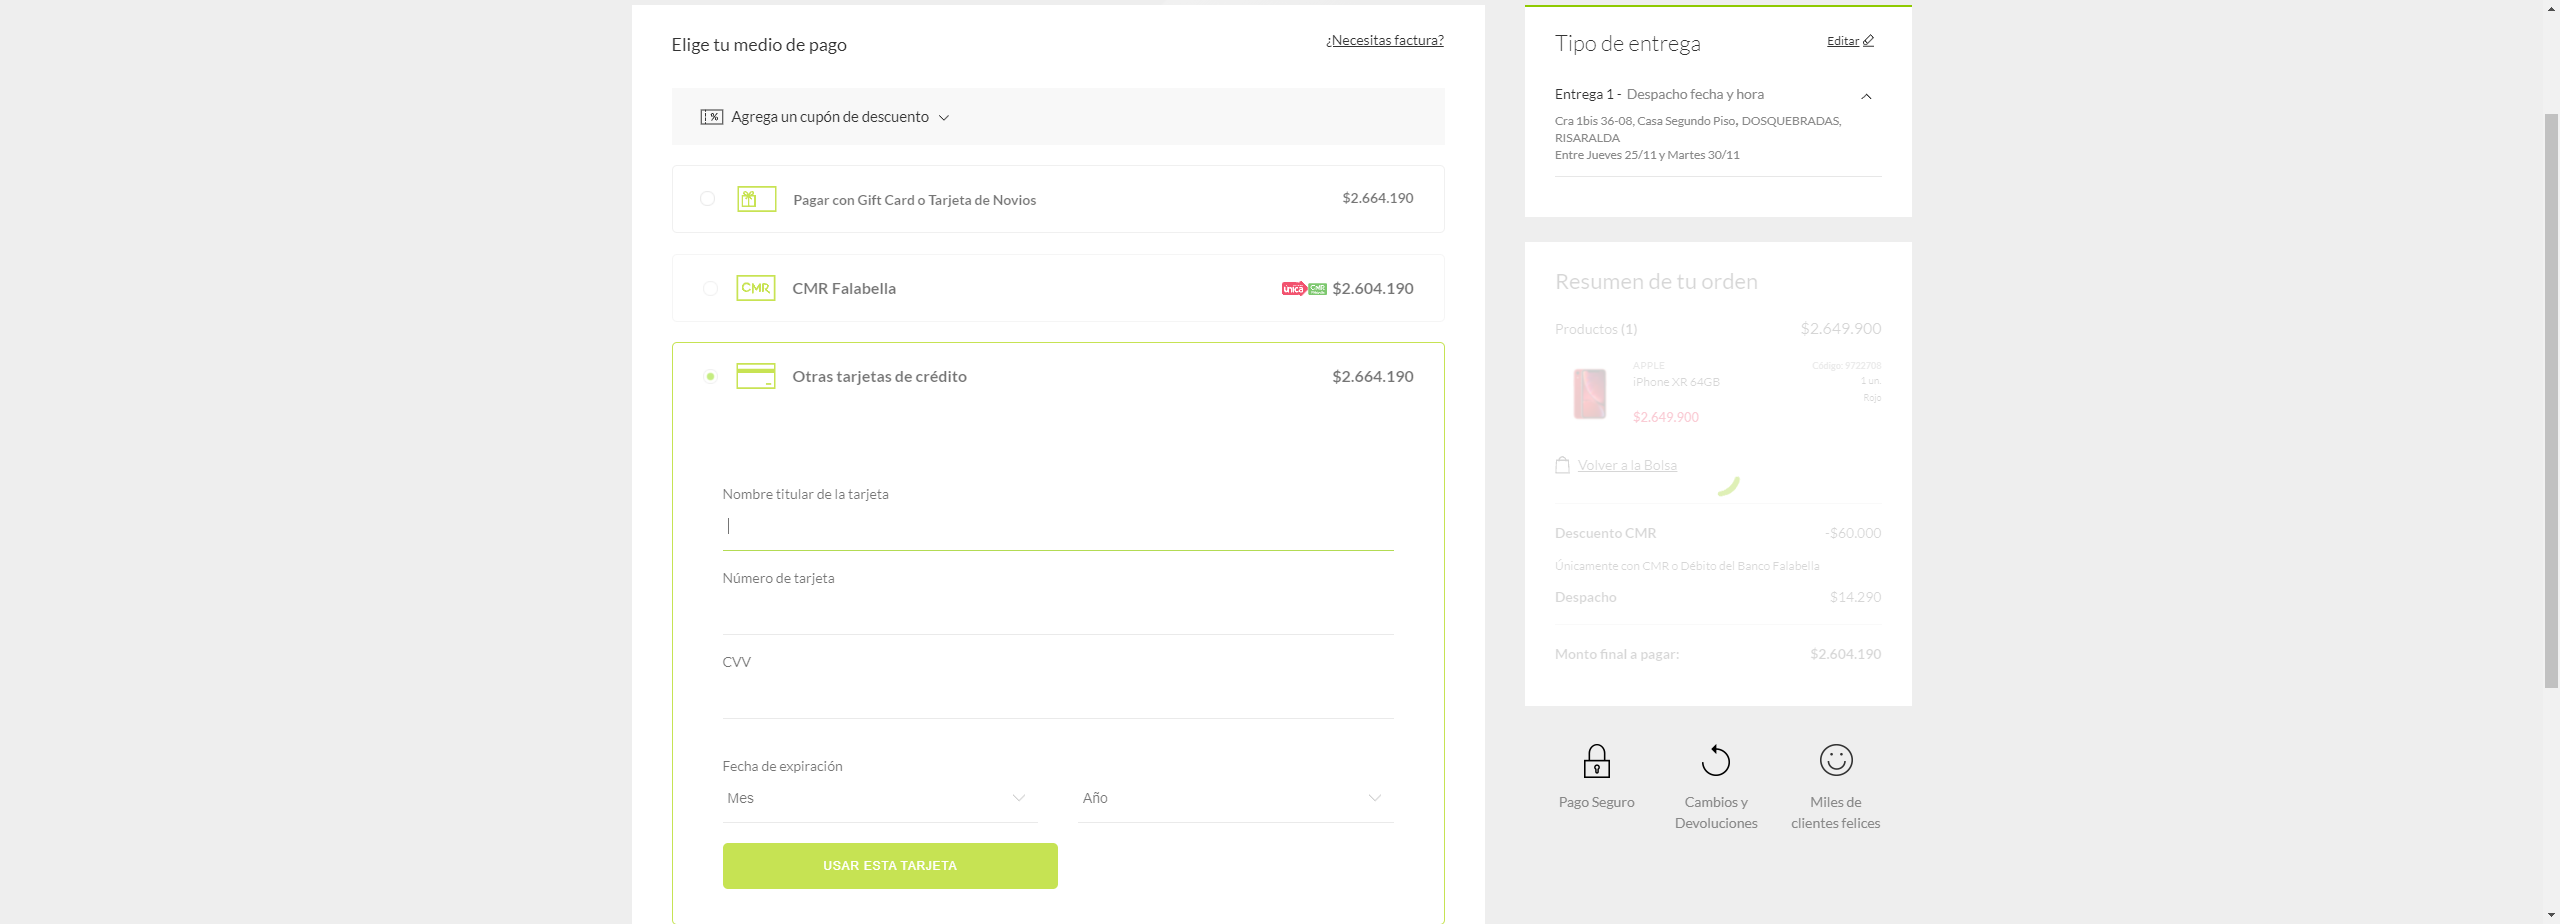 Elige tu medio de pago
¿Necesitas factura?
Agrega un cupón de descuento
Pagar con Gift Card o Tarjeta de Novios
$2.664.190
CMR
CMR Falabella
única
CMR
$2.604.190
Otras tarjetas de crédito
$2.664.190
Nombre titular de la tarjeta
Número de tarjeta
CVV
Fecha de expiración
Mes
Año
USAR ESTA TARJETA
Tipo de entrega
Editar
Entrega 1 - Despacho fecha y hora
Cra 1bis 36-08, Casa Segundo Piso, DOSQUEBRADAS,
RISARALDA
Entre Jueves 25/11 y Martes 30/11
Resumen de tu orden
Productos (1)
$2.649.900
APPLE
Código: 9722708
iPhone XR 64GB
1 un.
Rojo
$2.649.900
Volver a la Bolsa
Descuento CMR
-$60.000
Únicamente con CMR o Débito del Banco Falabella
Despacho
$14.290
Monto final a pagar:
$2.604.190
Pago Seguro
Cambios y
Devoluciones
Miles de
clientes felices